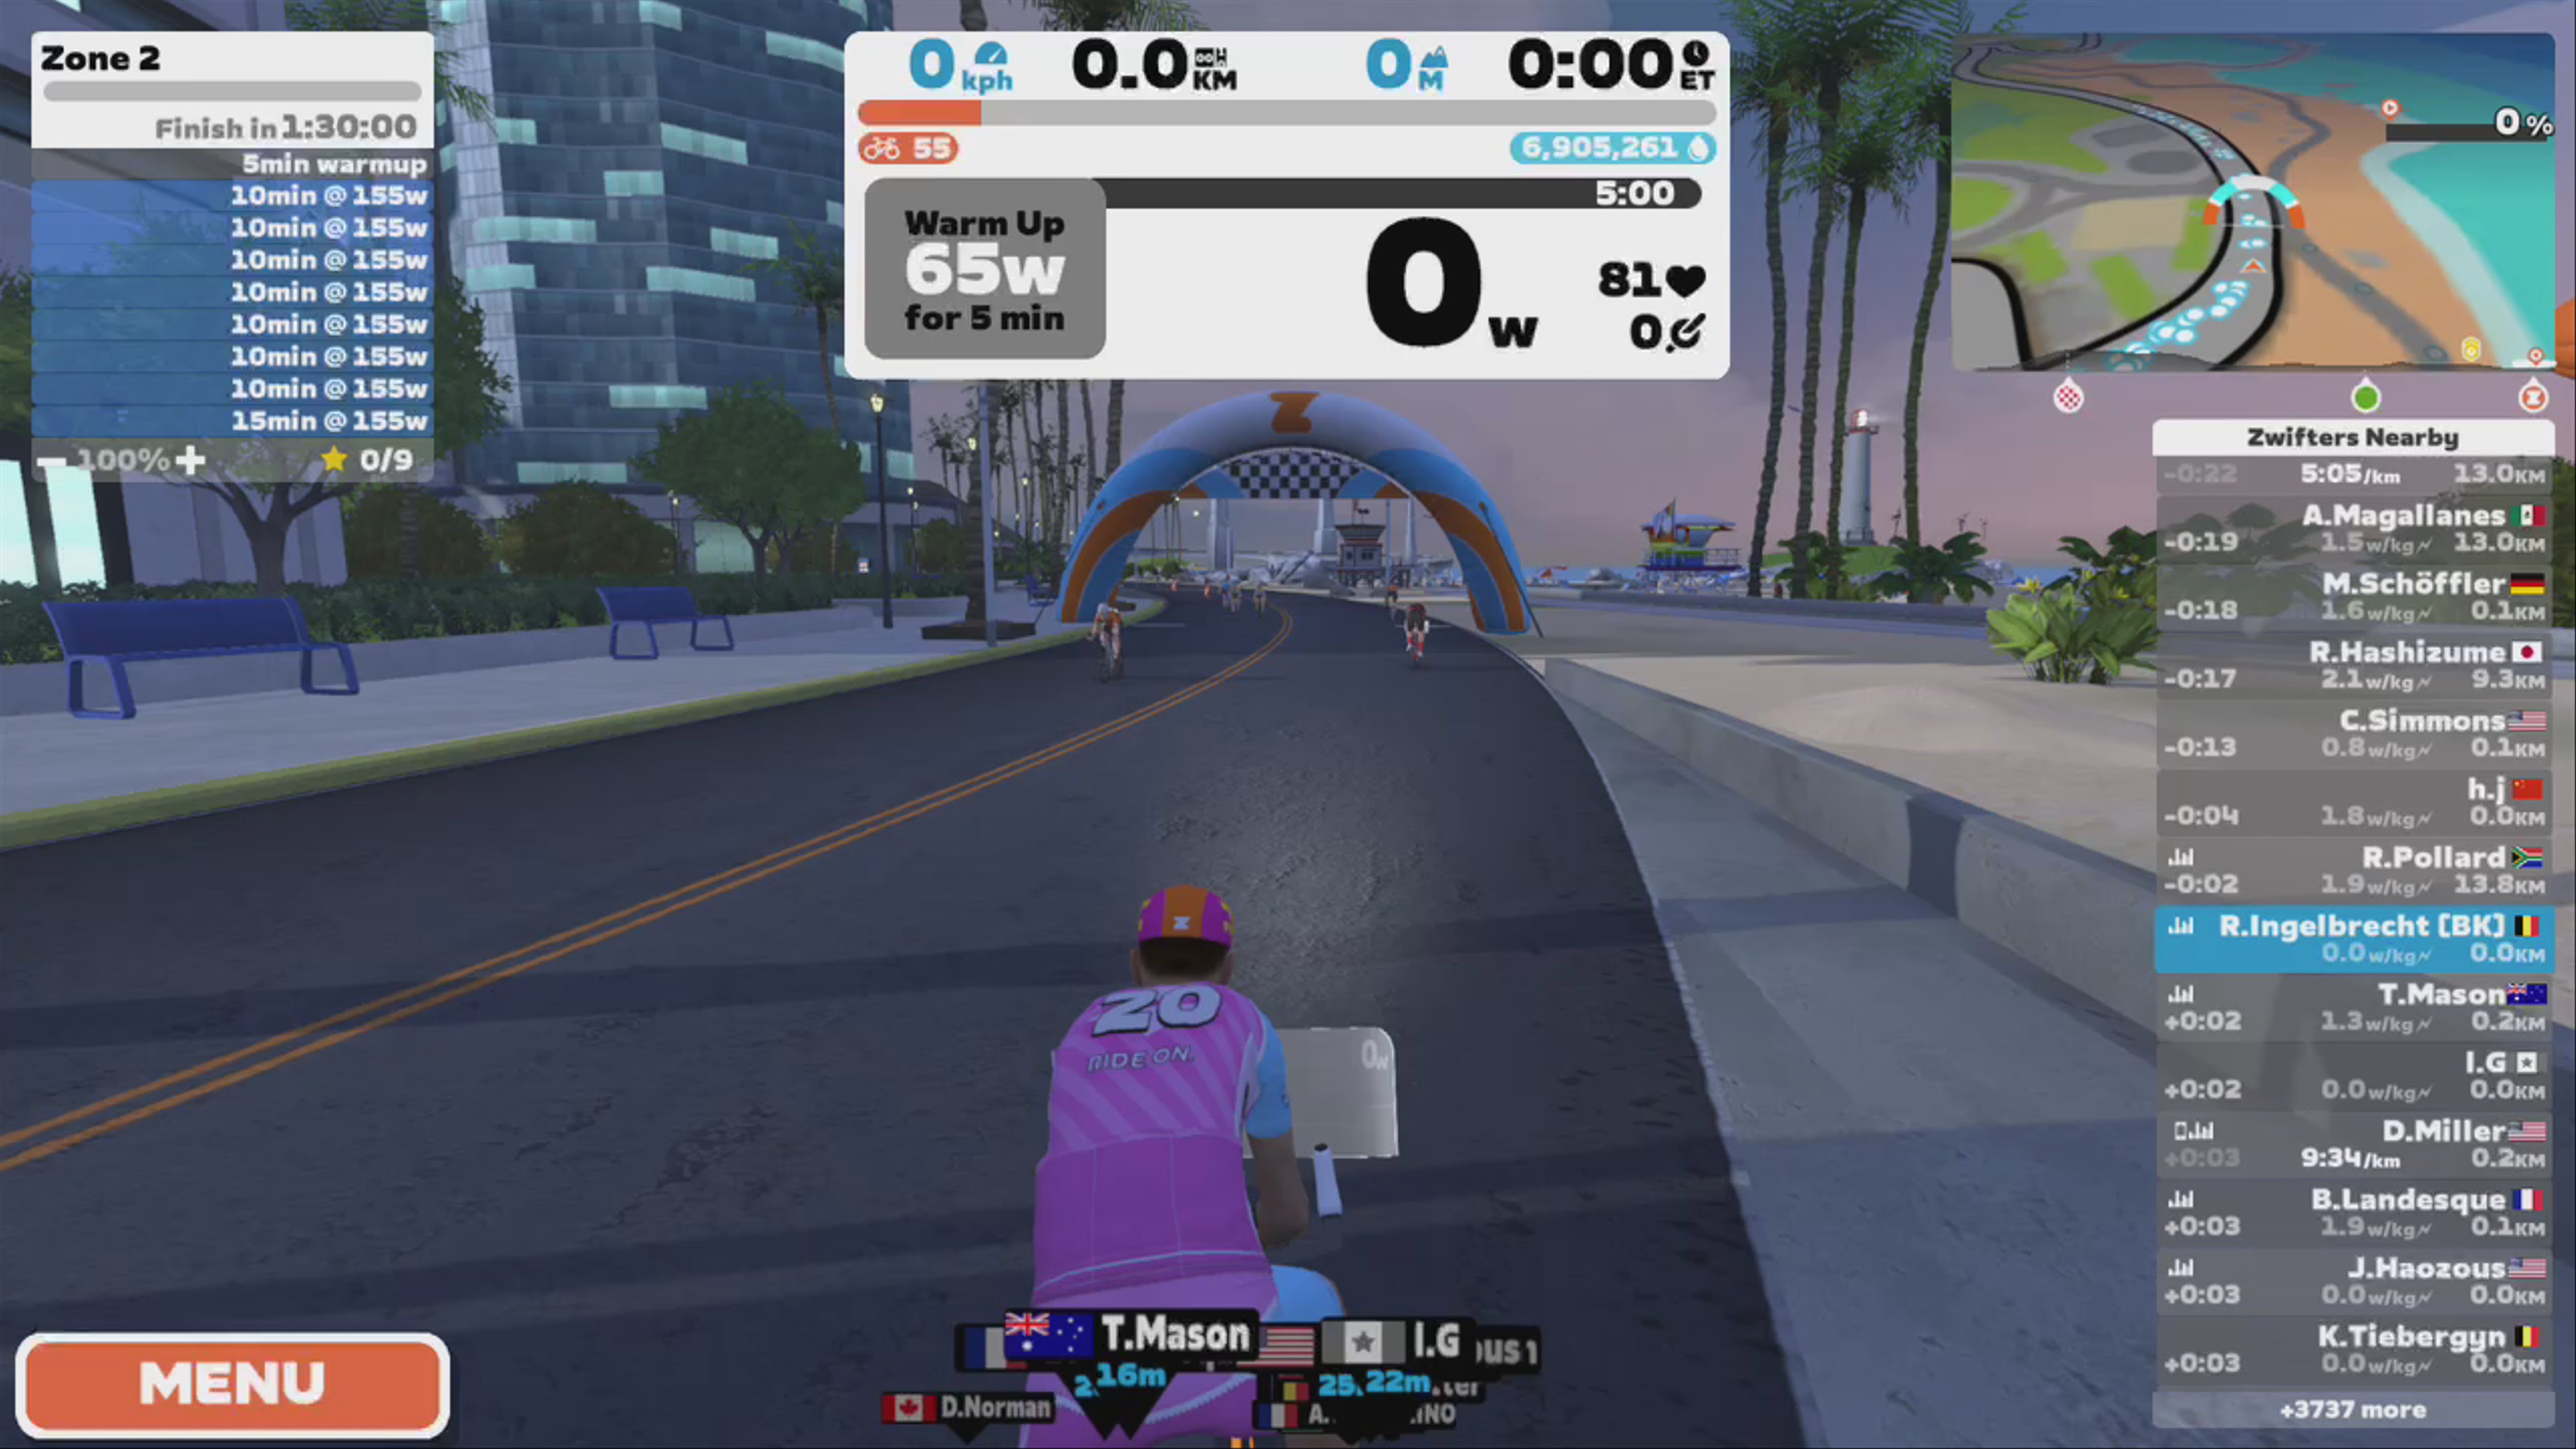 Zone 2
Finish in 1:30:00
5min warmup
10min @ 155w
10min @ 155w
10min @ 155w
10min @ 155w
10min @ 155w
10min @ 155w
10min @ 155w
15min @ 155w
100%
0/9
0 kph 0.0 KM 0 M 0:00 ET
55
6,905,261
5:00
Warm Up
65w
for 5 min
0 w
81
0
0 %
Zwifters Nearby
-0:22 5:05/km 13.0KM
A.Magallanes
-0:19 1.5w/kg 13.0KM
M.Schöffler
-0:18 1.6w/kg 0.1KM
R.Hashizume
-0:17 2.1w/kg 9.3KM
C.Simmons
-0:13 0.8w/kg 0.1KM
h.j
-0:04 1.8w/kg 0.0KM
R.Pollard
-0:02 1.9w/kg 13.8KM
R.Ingelbrecht [BK]
0.0w/kg 0.0KM
T.Mason
+0:02 1.3w/kg 0.2KM
I.G
+0:02 0.0w/kg 0.0KM
D.Miller
+0:03 9:34/km 0.2KM
B.Landesque
+0:03 1.9w/kg 0.1KM
J.Haozous
+0:03 0.0w/kg 0.0KM
K.Tiebergyn
+0:03 0.0w/kg 0.0KM
+3737 more
Z
Z
20
RIDE ON.
0w
T.Mason
16m
I.G
22m
D.Norman
MENU